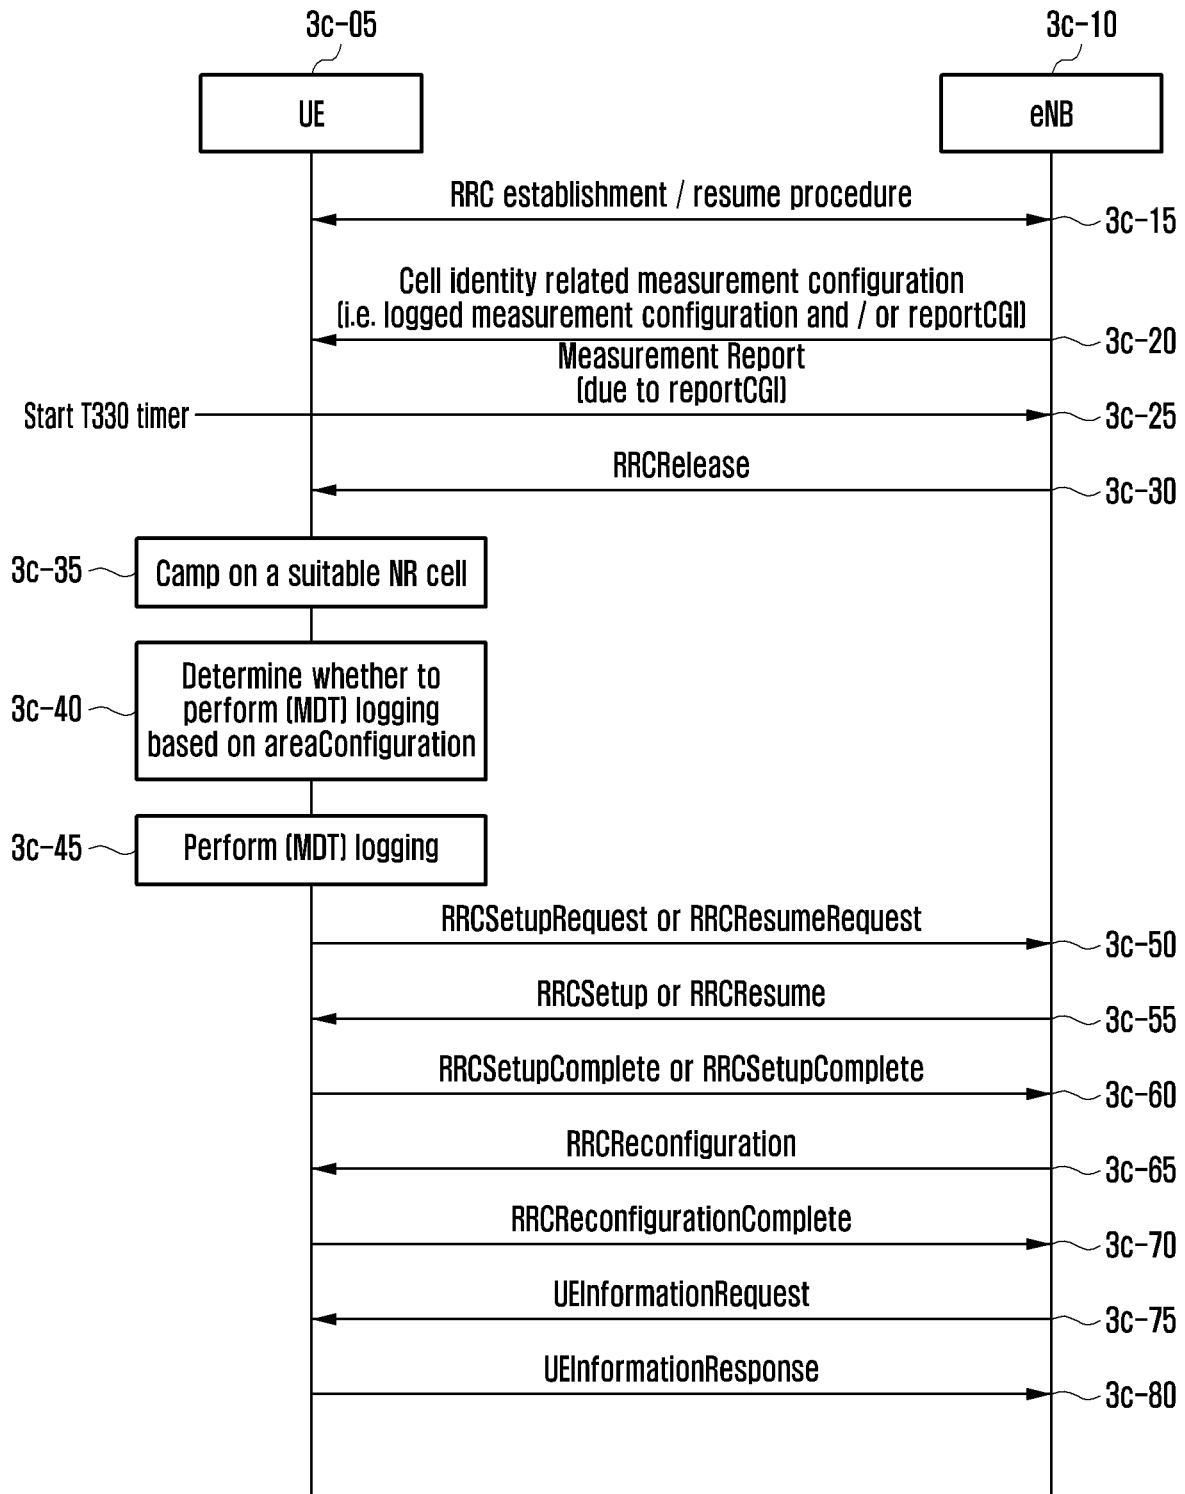 3c-05
3c-10
UE
eNB
RRC establishment / resume procedure
3c-15
Cell identity related measurement configuration
(i.e. logged measurement configuration and / or reportCGI)
3c-20
Measurement Report
(due to reportCGI)
Start T330 timer
3c-25
RRCRelease
3c-30
3c-35
Camp on a suitable NR cell
3c-40
Determine whether to
perform (MDT) logging
based on areaConfiguration
3c-45
Perform (MDT) logging
RRCSetupRequest or RRCResumeRequest
3c-50
RRCSetup or RRCResume
3c-55
RRCSetupComplete or RRCSetupComplete
3c-60
RRCReconfiguration
3c-65
RRCReconfigurationComplete
3c-70
UEInformationRequest
3c-75
UEInformationResponse
3c-80